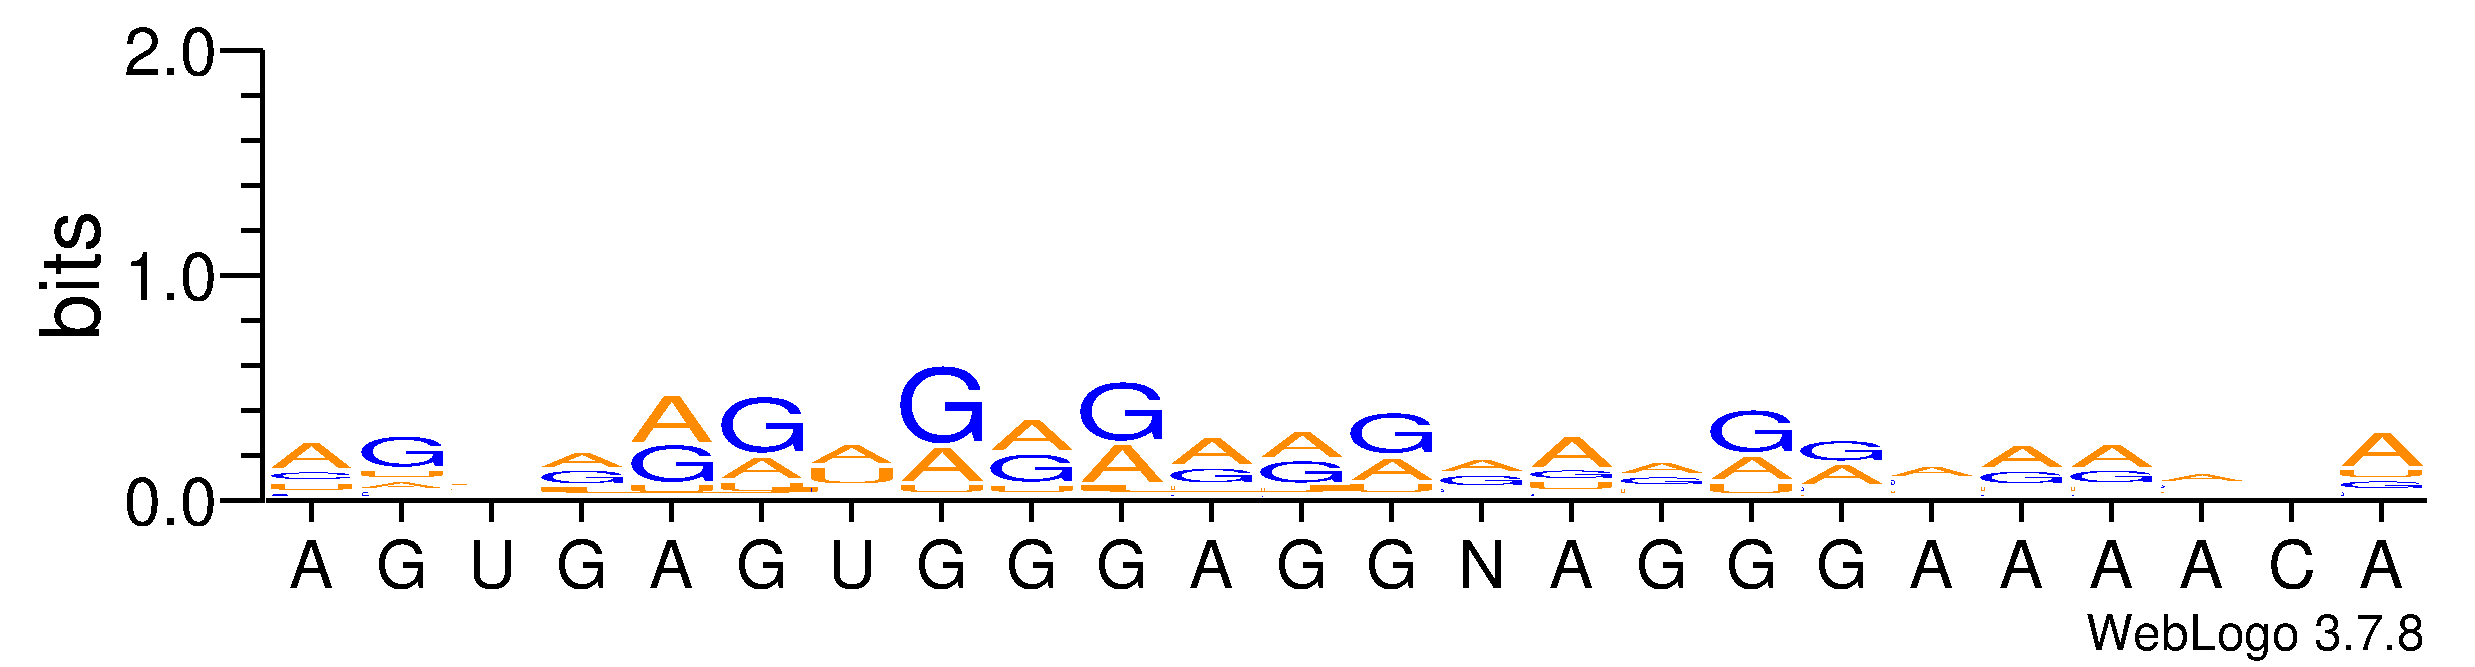 bits
2.0
1.0
0.0
A G U G A G U G G G A G G N A G G G A A A A C A
WebLogo 3.7.8